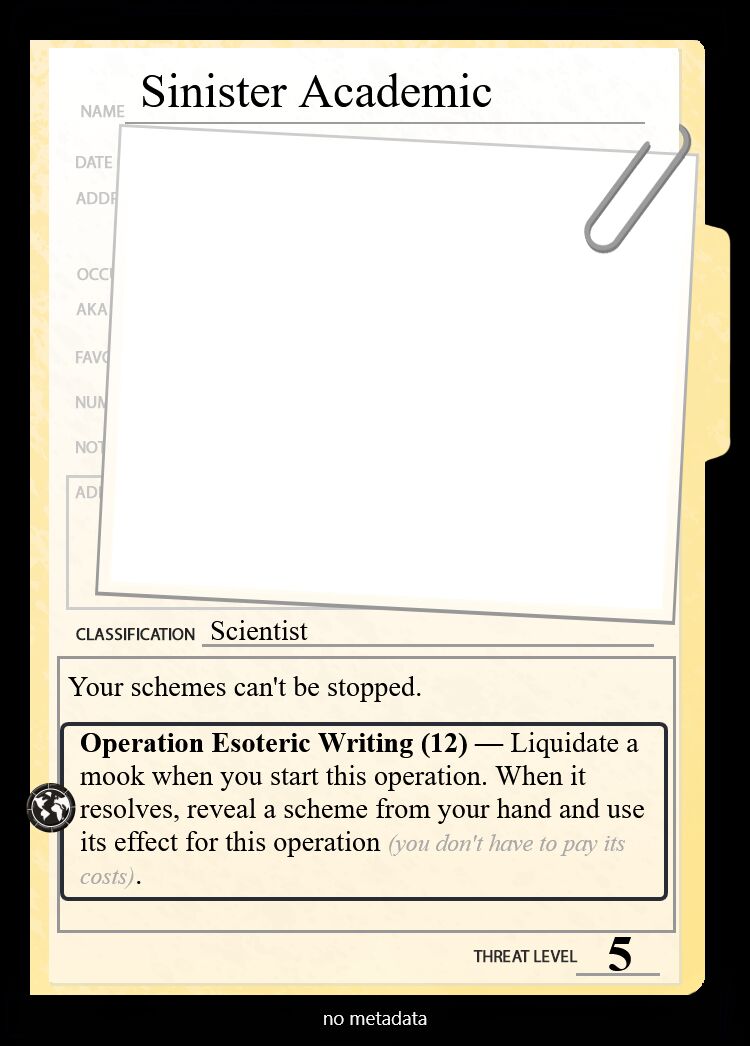 NAME Sinister Academic
DATE
ADDR
OCCU
AKA
FAVO
NUM
NOT
ADD
CLASSIFICATION Scientist
Your schemes can't be stopped.
Operation Esoteric Writing (12) — Liquidate a
mook when you start this operation. When it
resolves, reveal a scheme from your hand and use
its effect for this operation (you don't have to pay its
costs).
THREAT LEVEL 5
no metadata